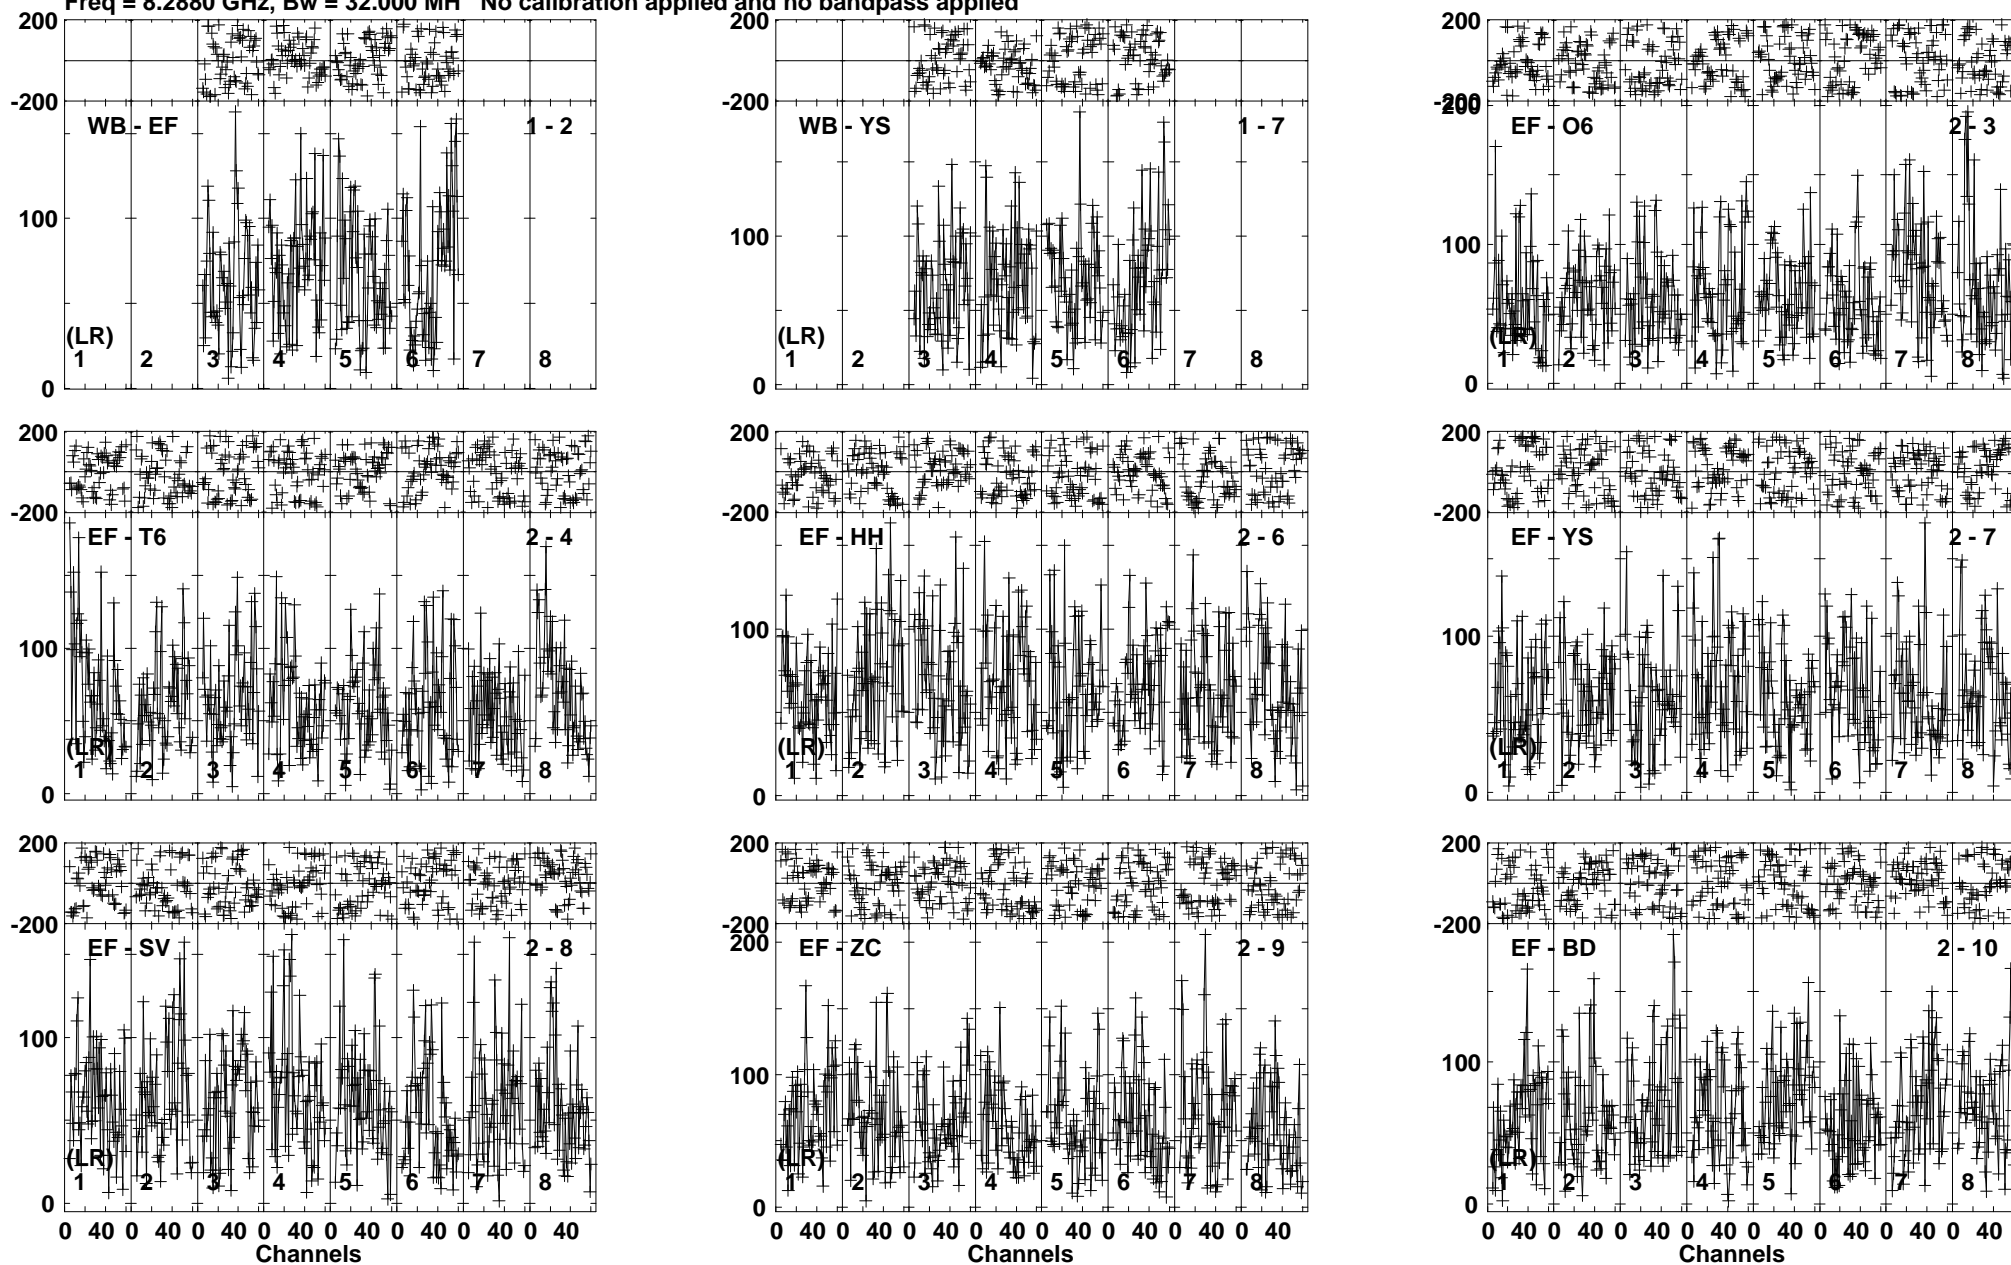 Freq = 8.2880 GHz, Bw = 32.000 MH No calibration applied and no bandpass applied
200
-200
WB - EF 1 - 2
100
(LR)
1 2 3 4 5 6 7 8
0
200
-200
WB - YS 1 - 7
100
(LR)
1 2 3 4 5 6 7 8
0
200
-200
200
EF - O6 2 - 3
100
(LR)
1 2 3 4 5 6 7 8
0
200
-200
EF - T6 2 - 4
100
(LR)
1 2 3 4 5 6 7 8
0
200
-200
EF - HH 2 - 6
100
(LR)
1 2 3 4 5 6 7 8
0
200
-200
EF - YS 2 - 7
100
(LR)
1 2 3 4 5 6 7 8
0
200
-200
EF - SV 2 - 8
100
(LR)
1 2 3 4 5 6 7 8
0
0 40 0 40 0 40 0 40 0 40 0 40 0 40 0 40
Channels
200
-200
200
EF - ZC 2 - 9
100
(LR)
1 2 3 4 5 6 7 8
0
0 40 0 40 0 40 0 40 0 40 0 40 0 40 0 40
Channels
200
-200
EF - BD 2 - 10
100
(LR)
1 2 3 4 5 6 7 8
0
0 40 0 40 0 40 0 40 0 40 0 40 0 40 0 40
Channels